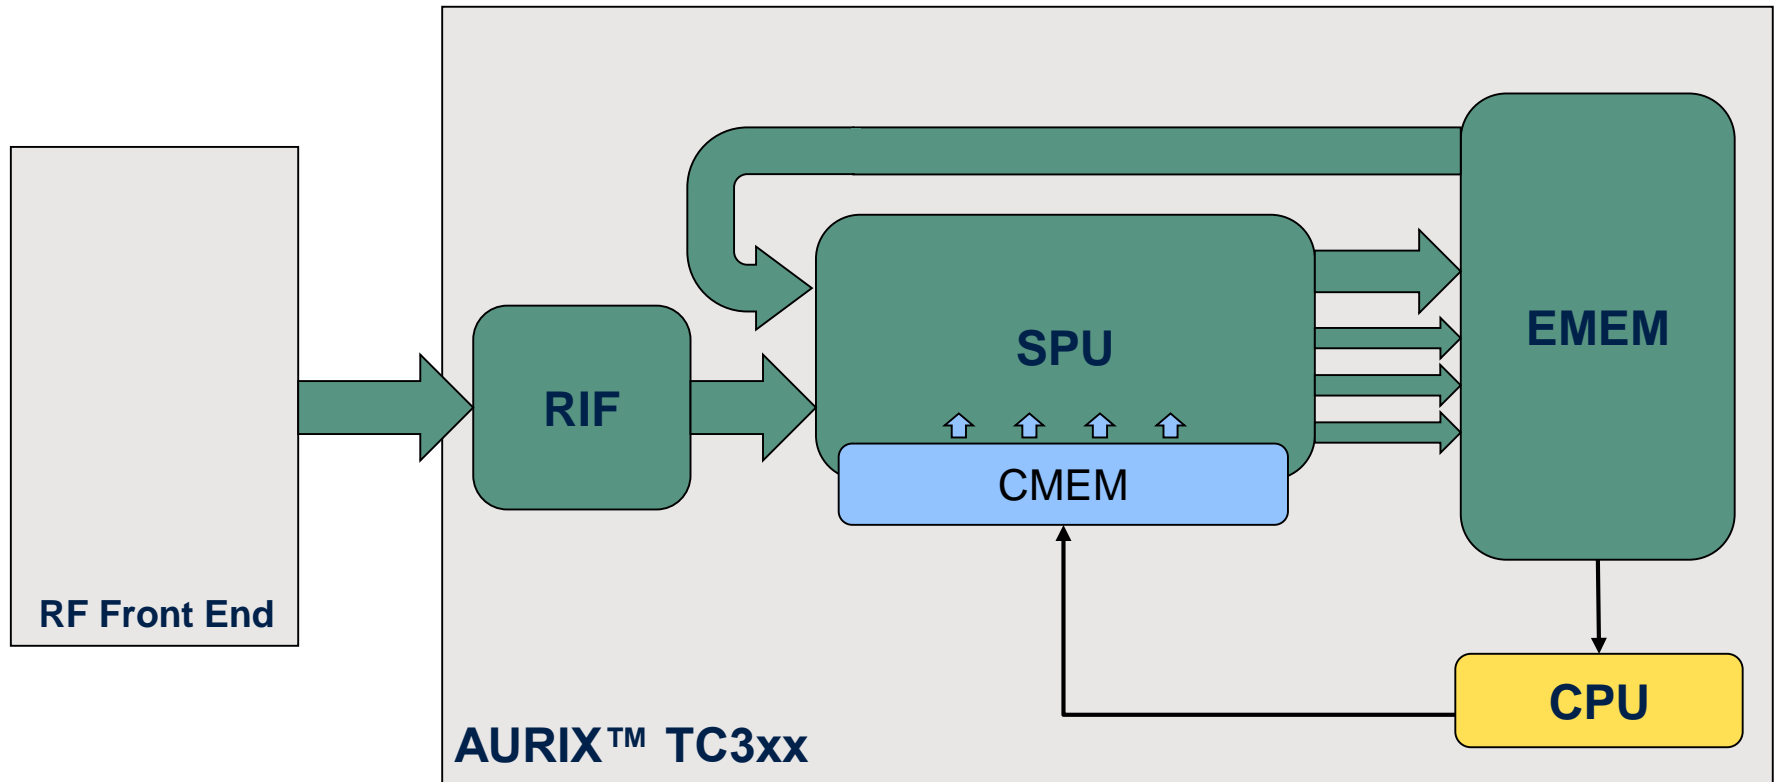 RF Front End
RIF
SPU
CMEM
EMEM
CPU
AURIX™ TC3xx